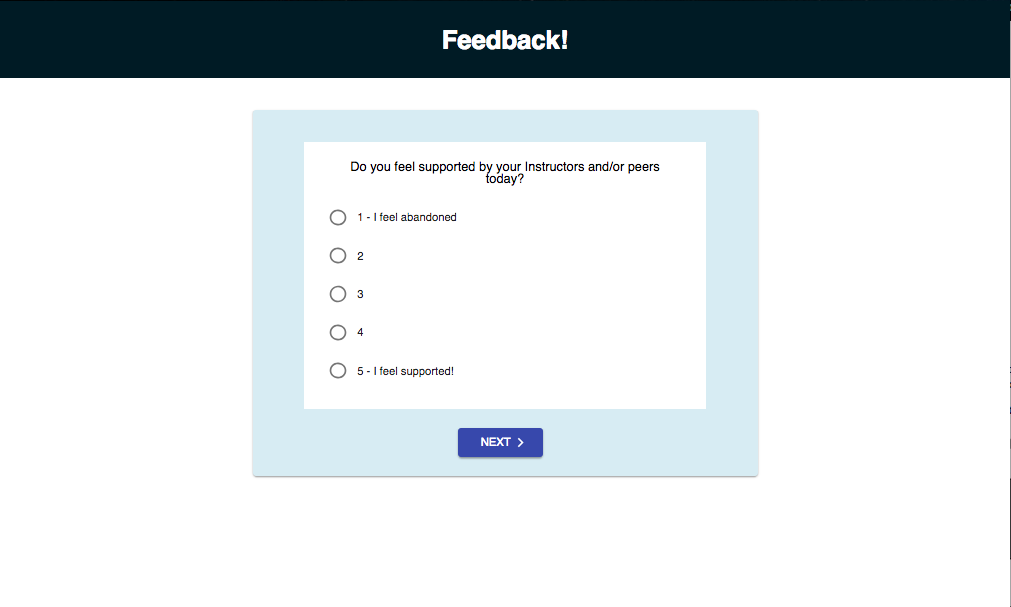 Feedback!
Do you feel supported by your Instructors and/or peers
today?
1 - I feel abandoned
2
3
4
5 - I feel supported!
NEXT